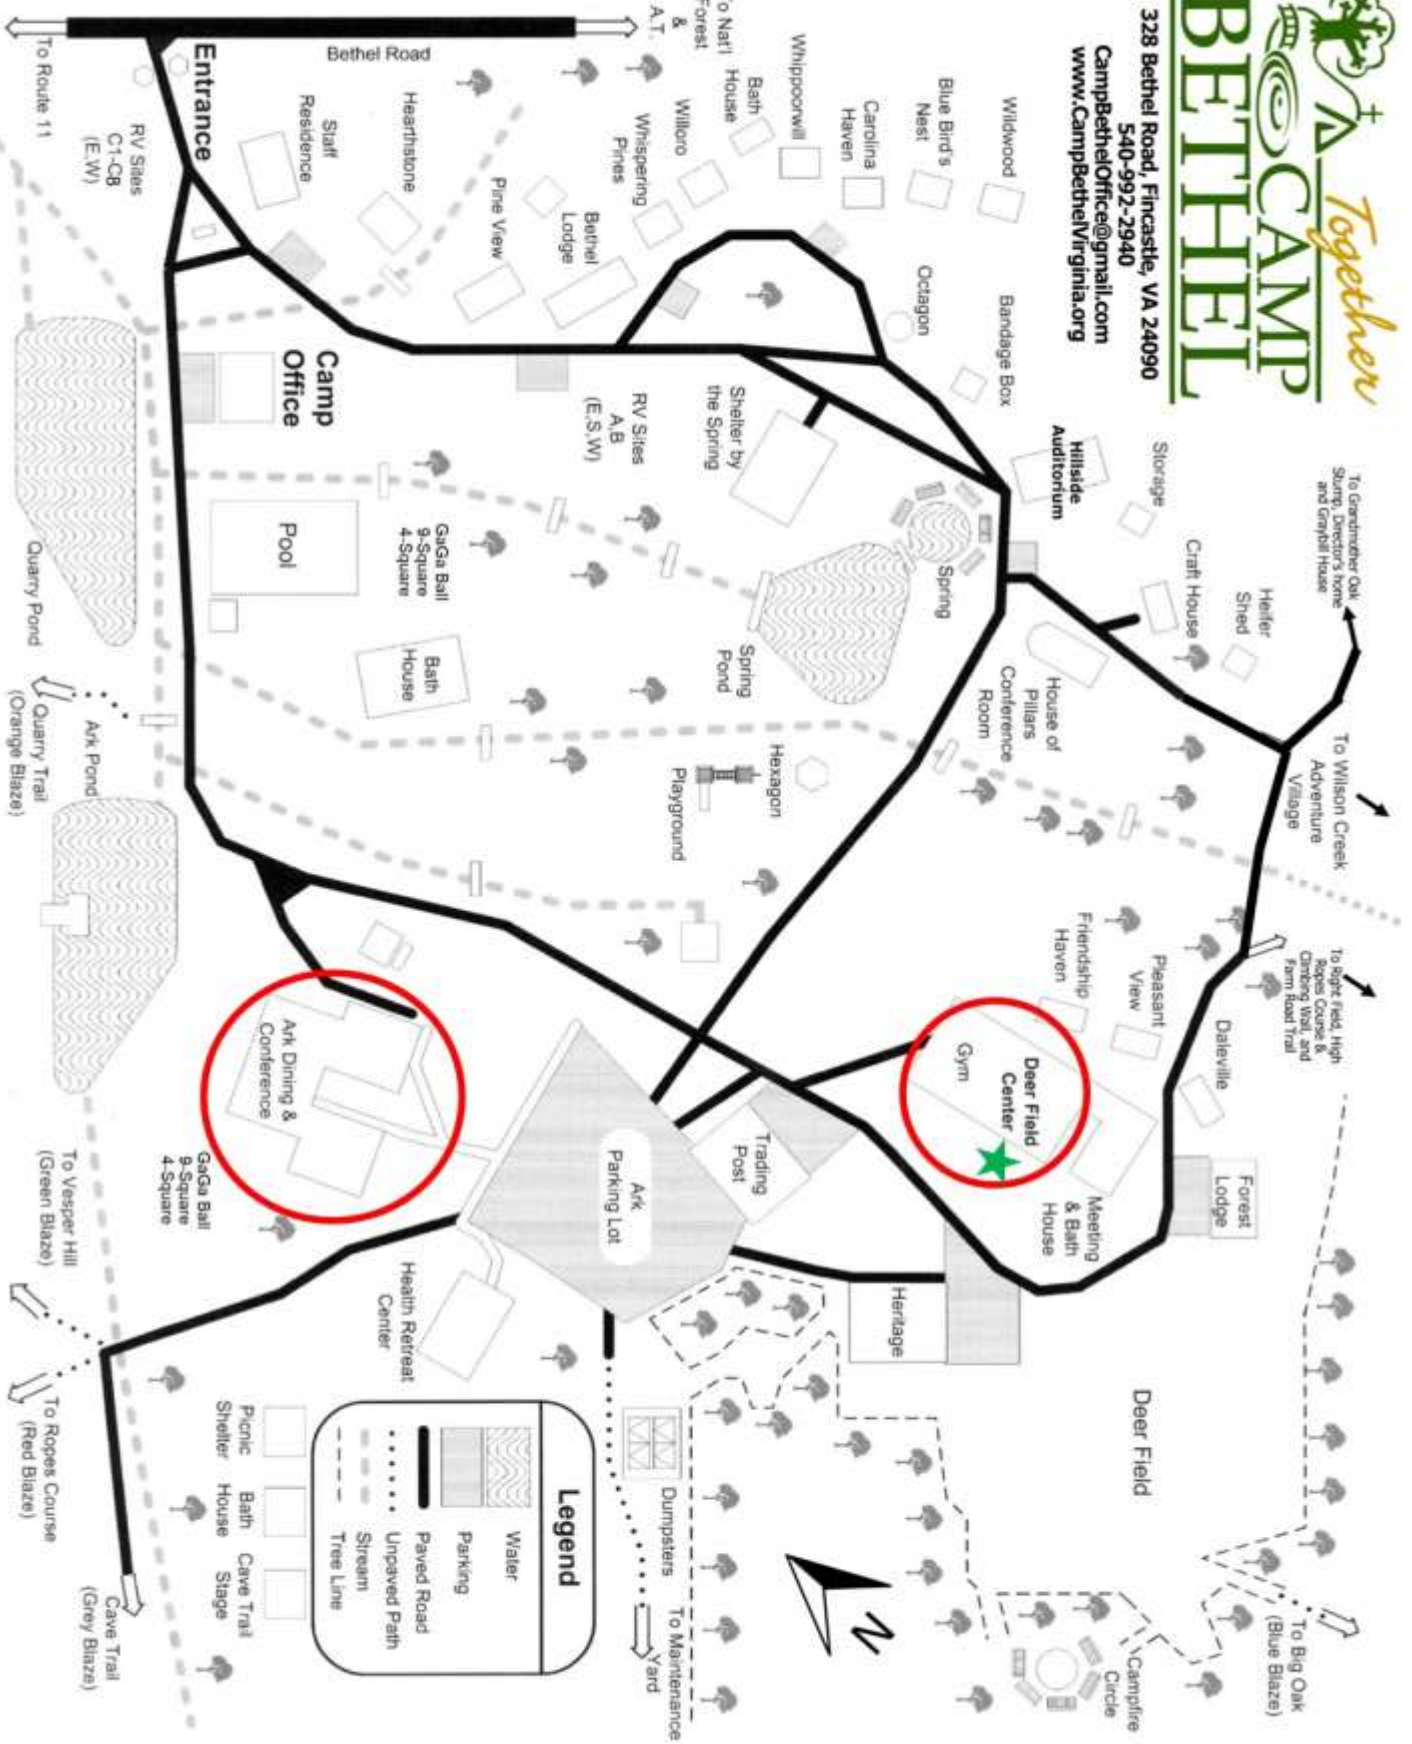 Together
CAMP
BETHEL
328 Bethel Road, Fincastle, VA 24090
540-992-2940
CampBethelOffice@gmail.com
www.CampBethelVirginia.org
To Nat'l
Forest
&
A.T.
Bethel Road
To Route 11
Entrance
RV Sites
C1-C8
(E,W)
Staff
Residence
Hearthstone
Pine View
Bethel
Lodge
Whispering
Pines
Willoro
Bath
House
Whippoorwill
Carolina
Haven
Blue Bird's
Nest
Wildwood
Octagon
Bandage Box
Hillside
Auditorium
Storage
Craft House
Heifer
Shed
To Grandmother Oak
Stump, Director's home
and Graybill House
To Wilson Creek
Adventure
Village
To Right Field, High
Ropes Course &
Climbing Wall, and
Farm Road Trail
Camp
Office
RV Sites
A,B
(E,S,W)
Shelter by
the Spring
Spring
Spring
Pond
House of
Pillars
Conference
Room
Pool
GaGa Ball
9-Square
4-Square
Bath
House
Hexagon
Playground
Quarry Pond
Quarry Trail
(Orange Blaze)
Ark Pond
Friendship
Haven
Pleasant
View
Daleville
Gym
Deer Field
Center
Meeting
& Bath
House
Forest
Lodge
Trading
Post
Ark
Parking Lot
Heritage
Ark Dining &
Conference
GaGa Ball
9-Square
4-Square
To Vesper Hill
(Green Blaze)
Health Retreat
Center
To Ropes Course
(Red Blaze)
Picnic
Shelter
Bath
House
Cave Trail
Stage
Cave Trail
(Grey Blaze)
Dumpsters
To Maintenance
Yard
Deer Field
Campfire
Circle
To Big Oak
(Blue Blaze)
N
Legend
Water
Parking
Paved Road
Unpaved Path
Stream
Tree Line